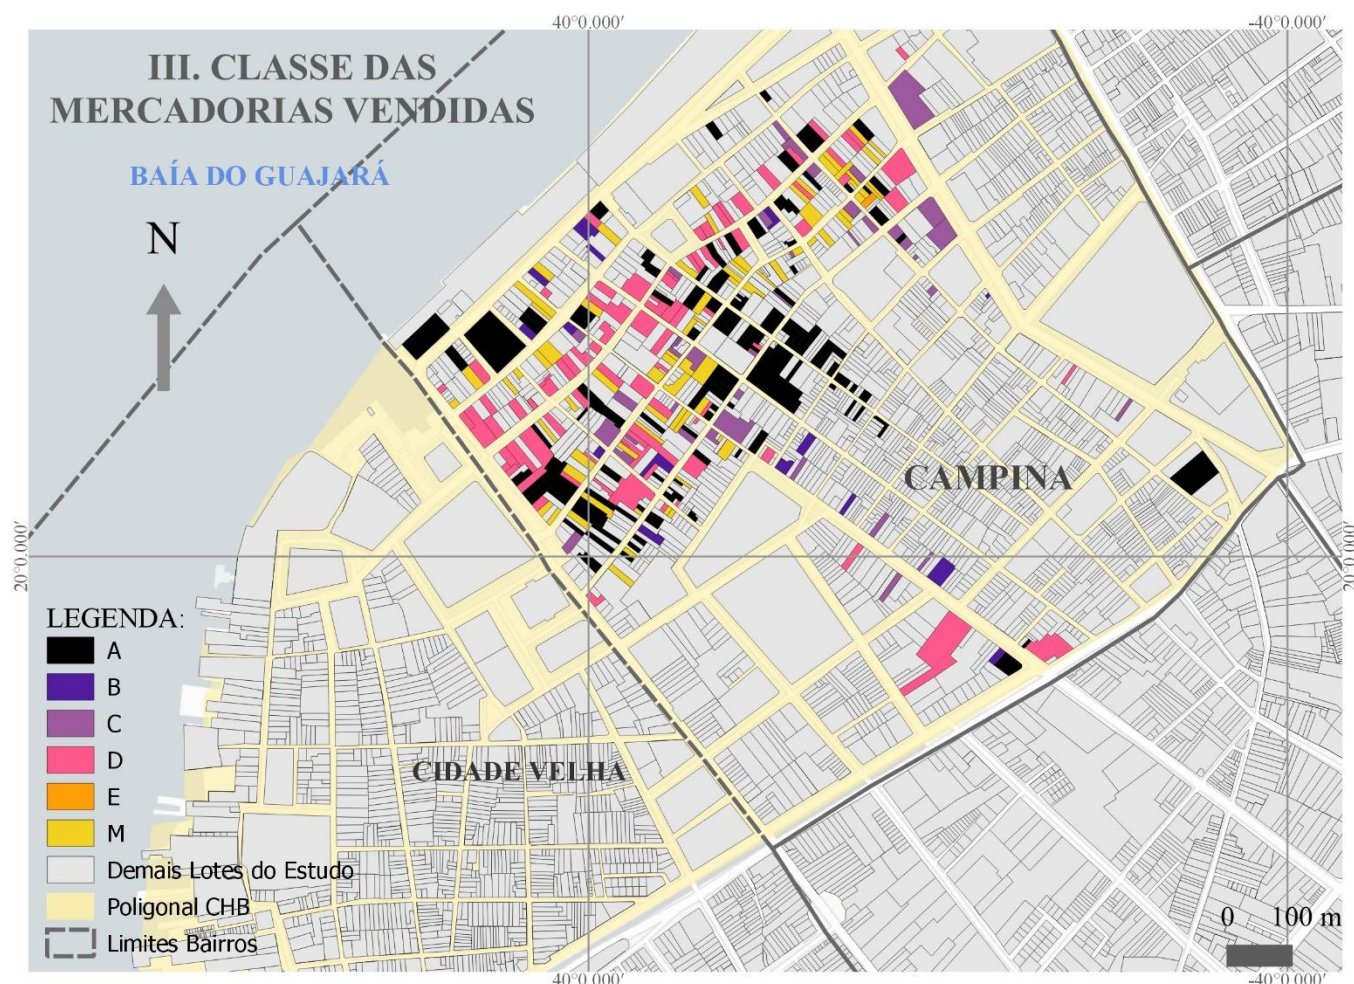 40°0.000′
-40°0.000′
III. CLASSE DAS
MERCADORIAS VENDIDAS
BAÍA DO GUAJARÁ
N
CAMPINA
20°0.000′
20°0.000′
LEGENDA:
A
B
C
D
E
M
Demais Lotes do Estudo
Poligonal CHB
Limites Bairros
CIDADE VELHA
0 100 m
40°0.000′
-40°0.000′